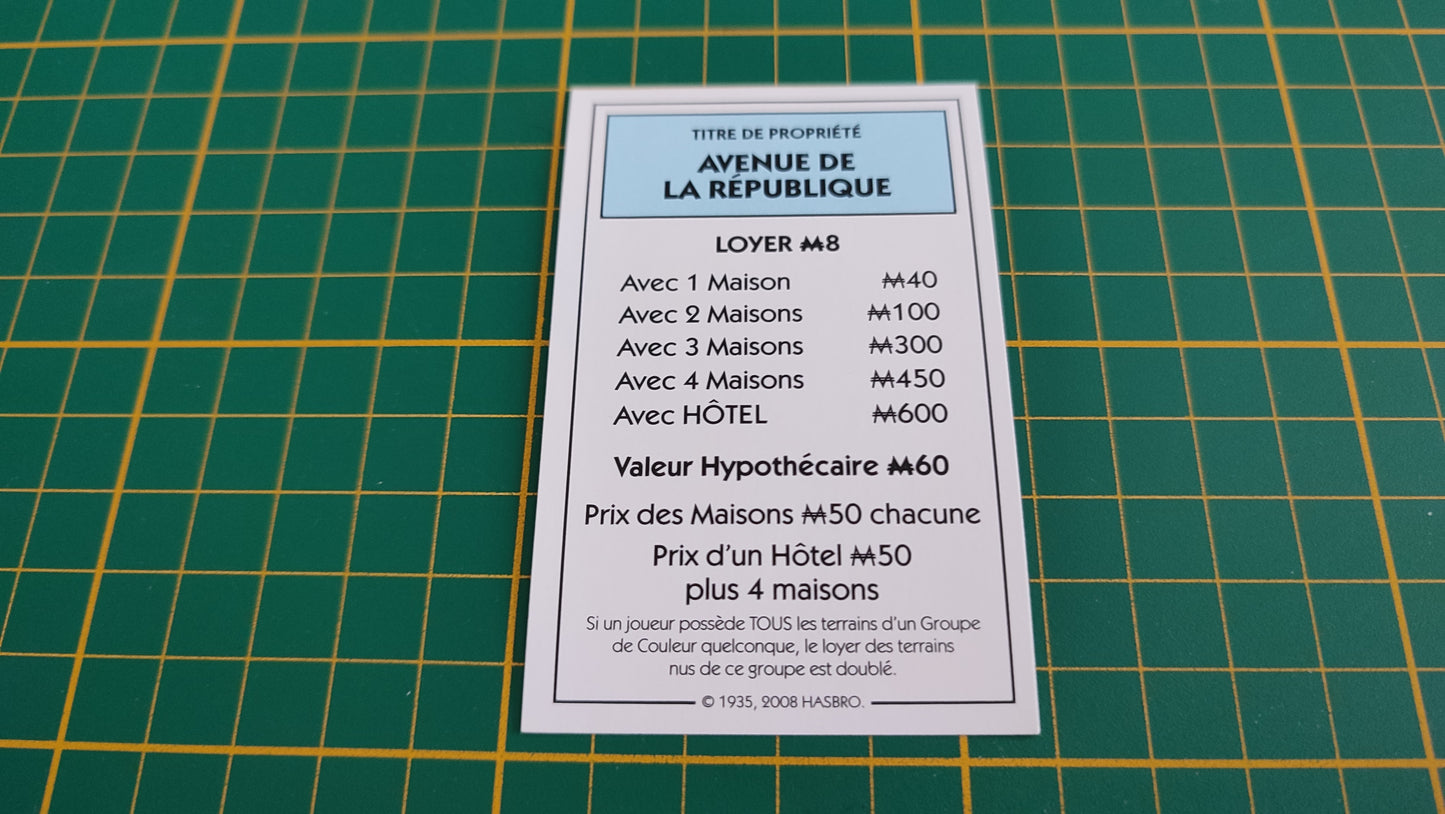 TITRE DE PROPRIÉTÉ
AVENUE DE
LA RÉPUBLIQUE
LOYER ₩8
Avec 1 Maison ₩40
Avec 2 Maisons ₩100
Avec 3 Maisons ₩300
Avec 4 Maisons ₩450
Avec HÔTEL ₩600
Valeur Hypothécaire ₩60
Prix des Maisons ₩50 chacune
Prix d'un Hôtel ₩50
plus 4 maisons
Si un joueur possède TOUS les terrains d'un Groupe
de Couleur quelconque, le loyer des terrains
nus de ce groupe est doublé.
© 1935, 2008 HASBRO.